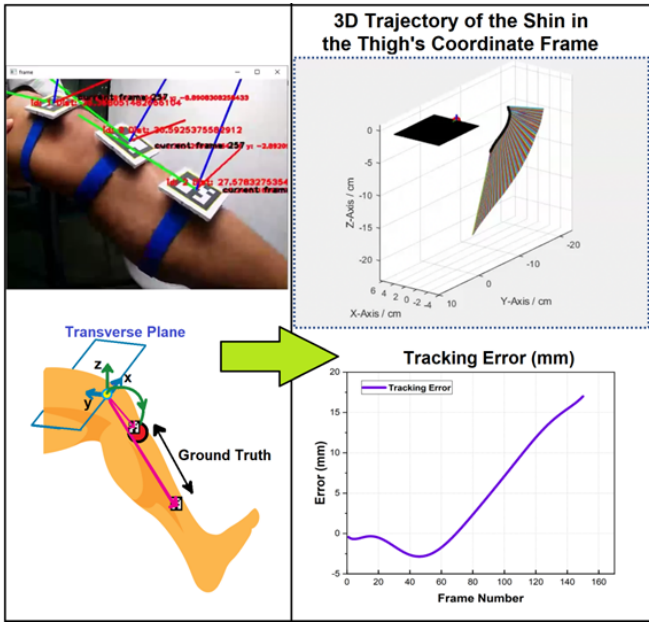 3D Trajectory of the Shin in
the Thigh's Coordinate Frame
frame
current frame 257
current frame 257
Z-Axis / cm
0
-5
-10
-15
-20
6 4 2 0 -2 -4
X-Axis / cm
10
0
-10
-20
Y-Axis / cm
Transverse Plane
z
x
y
Ground Truth
Tracking Error (mm)
Tracking Error
Error (mm)
20
15
10
5
0
-5
0 20 40 60 80 100 120 140 160
Frame Number